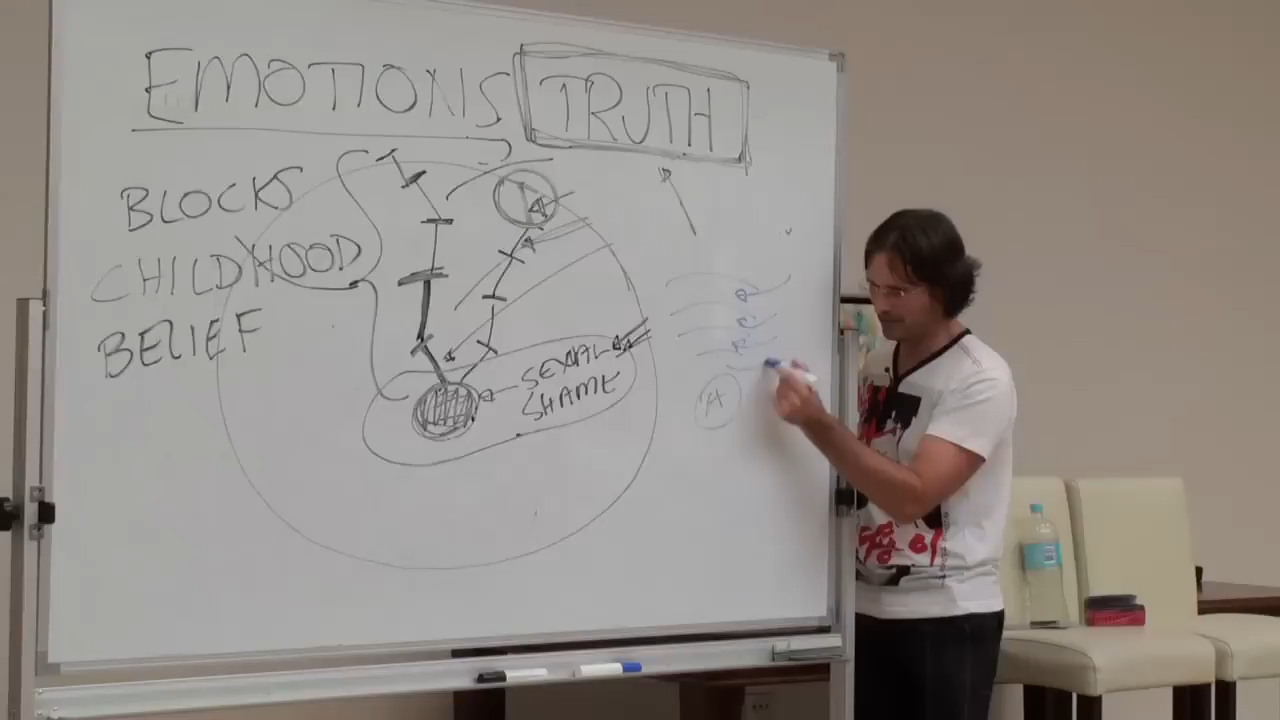 EMOTIONS TRUTH
BLOCKS
CHILDHOOD
BELIEF
SEXUAL
SHAME
A